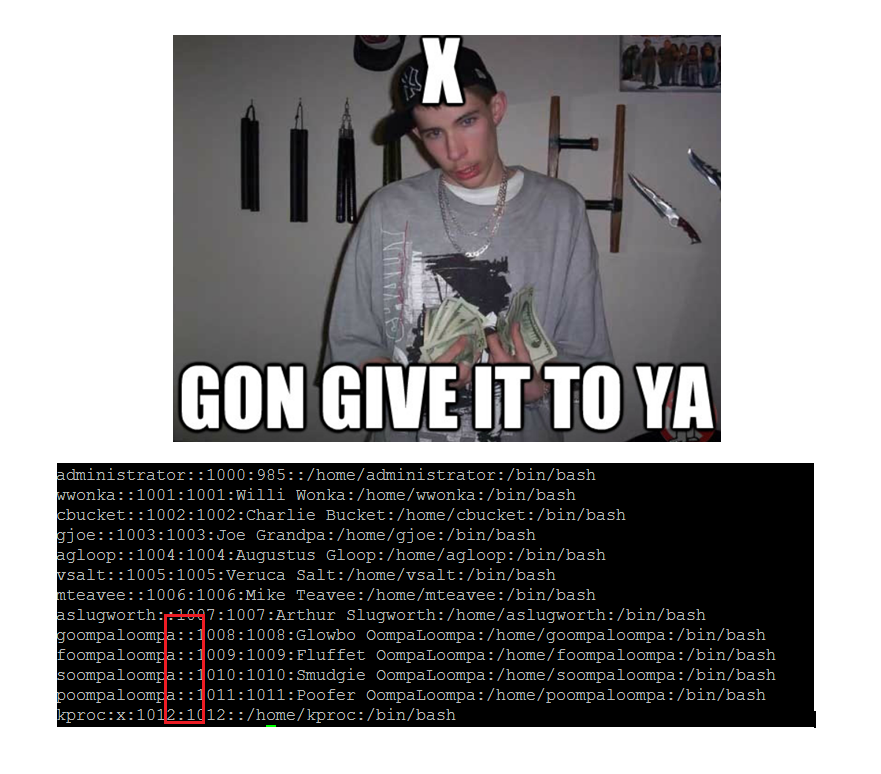 X
GON GIVE IT TO YA
administrator::1000:985::/home/administrator:/bin/bash
wwonka::1001:1001:Willi Wonka:/home/wwonka:/bin/bash
cbucket::1002:1002:Charlie Bucket:/home/cbucket:/bin/bash
gjoe::1003:1003:Joe Grandpa:/home/gjoe:/bin/bash
agloop::1004:1004:Augustus Gloop:/home/agloop:/bin/bash
vsalt::1005:1005:Veruca Salt:/home/vsalt:/bin/bash
mteavee::1006:1006:Mike Teavee:/home/mteavee:/bin/bash
aslugworth::1007:1007:Arthur Slugworth:/home/aslugworth:/bin/bash
goompaloompa::1008:1008:Glowbo OompaLoompa:/home/goompaloompa:/bin/bash
foompaloompa::1009:1009:Fluffet OompaLoompa:/home/foompaloompa:/bin/bash
soompaloompa::1010:1010:Smudgie OompaLoompa:/home/soompaloompa:/bin/bash
poompaloompa::1011:1011:Poofer OompaLoompa:/home/poompaloompa:/bin/bash
kproc:x:1012:1012::/home/kproc:/bin/bash